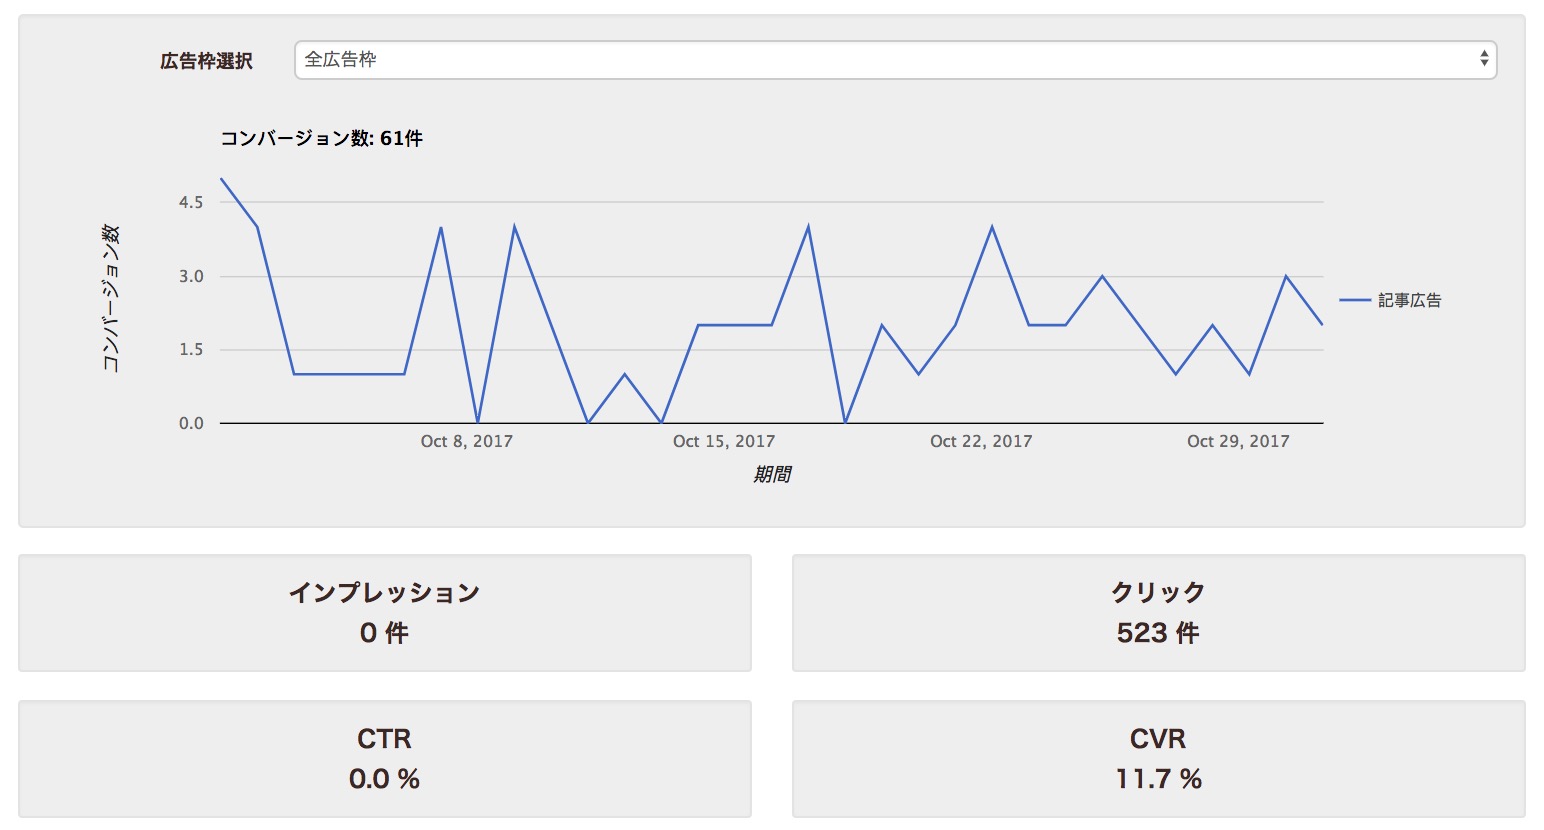 広告枠選択
全広告枠
コンバージョン数: 61件
コンバージョン数
4.5
3.0
1.5
0.0
Oct 8, 2017
Oct 15, 2017
Oct 22, 2017
Oct 29, 2017
期間
記事広告
インプレッション
0 件
クリック
523 件
CTR
0.0 %
CVR
11.7 %